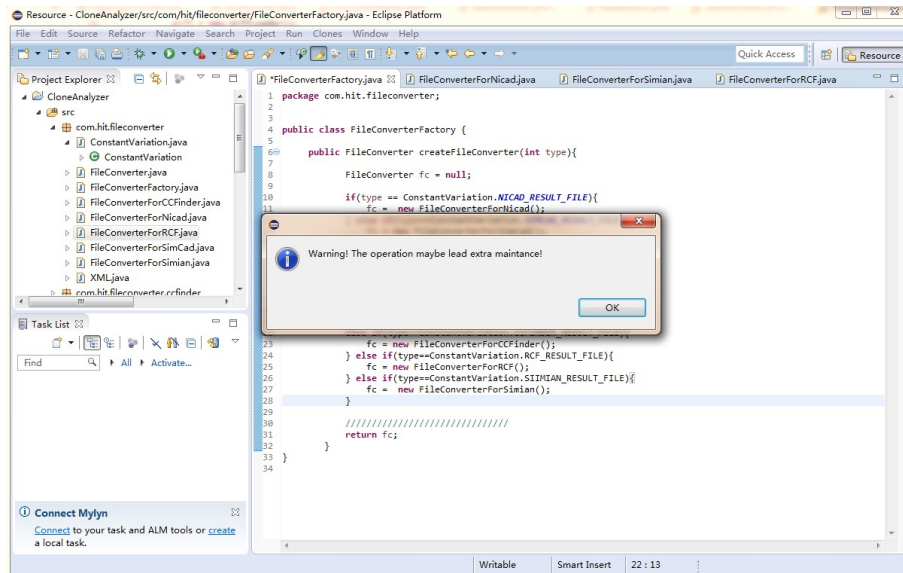 Resource - CloneAnalyzer/src/com/hit/fileconverter/FileConverterFactory.java - Eclipse Platform
File Edit Source Refactor Navigate Search Project Run Clones Window Help
Quick Access
Resource
Project Explorer
CloneAnalyzer
src
com.hit.fileconverter
ConstantVariation.java
ConstantVariation
FileConverter.java
FileConverterFactory.java
FileConverterForCCFinder.java
FileConverterForNicad.java
FileConverterForRCF.java
FileConverterForSimCad.java
FileConverterForSimian.java
XML.java
com.hit.fileconverter.ccfinder
Task List
Find
All
Activate...
Connect Mylyn
Connect to your task and ALM tools or create
a local task.
*FileConverterFactory.java
FileConverterForNicad.java
FileConverterForSimian.java
FileConverterForRCF.java
1 package com.hit.fileconverter;
2
3
4 public class FileConverterFactory {
5
6 public FileConverter createFileConverter(int type){
7
8 FileConverter fc = null;
9
10 if(type == ConstantVariation.NICAD_RESULT_FILE){
11 fc = new FileConverterForNicad();
Warning! The operation maybe lead extra maintance!
OK
23 fc = new FileConverterForCCFinder();
24 } else if(type==ConstantVariation.RCF_RESULT_FILE){
25 fc = new FileConverterForRCF();
26 } else if(type==ConstantVariation.SIIMIAN_RESULT_FILE){
27 fc = new FileConverterForSimian();
28 }
29
30 ///////////////////////////////
31 return fc;
32 }
33 }
34
Writable
Smart Insert
22 : 13